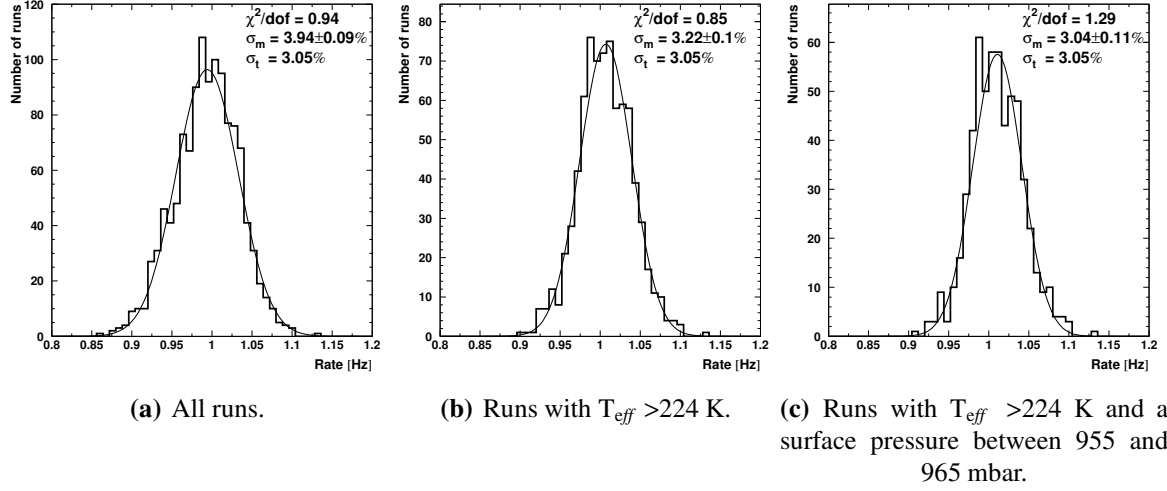 Number of runs
χ²/dof = 0.94
σm = 3.94±0.09%
σt = 3.05%
120
100
80
60
40
20
0
0.8 0.85 0.9 0.95 1 1.05 1.1 1.15 1.2
Rate [Hz]
(a) All runs.
Number of runs
χ²/dof = 0.85
σm = 3.22±0.1%
σt = 3.05%
80
70
60
50
40
30
20
10
0
0.8 0.85 0.9 0.95 1 1.05 1.1 1.15 1.2
Rate [Hz]
(b) Runs with Teff >224 K.
Number of runs
χ²/dof = 1.29
σm = 3.04±0.11%
σt = 3.05%
60
50
40
30
20
10
0
0.8 0.85 0.9 0.95 1 1.05 1.1 1.15 1.2
Rate [Hz]
(c) Runs with Teff >224 K and a
surface pressure between 955 and
965 mbar.